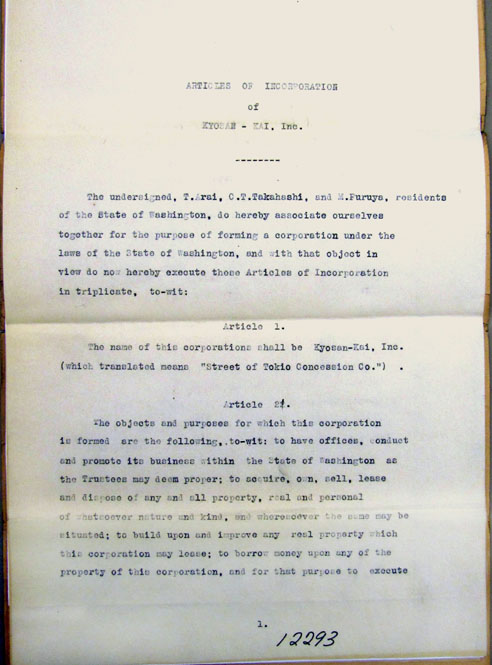 ARTICLES OF INCORPORATION
of
KYOSAN - KAI, Inc.
--------
The undersigned, T.Arai, C.T.Takahashi, and M.Furuya, residents
of the State of Washington, do hereby associate ourselves
together for the purpose of forming a corporation under the
laws of the State of Washington, and with that object in
view do now hereby execute these Articles of Incorporation
in triplicate, to-wit:
Article 1.
The name of this corporations shall be Kyosan-Kai, Inc.
(which translated means "Street of Tokio Concession Co.") .
Article 2.
The objects and purposes for which this corporation
is formed are the following, to-wit: to have offices, conduct
and promote its business within the State of Washington as
the Trustees may deem proper; to acquire, own, sell, lease
and dispose of any and all property, real and personal
of whatsoever nature and kind, and wheresoever the same may be
situated; to build upon and improve any real property which
this corporation may lease; to borrow money upon any of the
property of this corporation, and for that purpose to execute
1.
12293